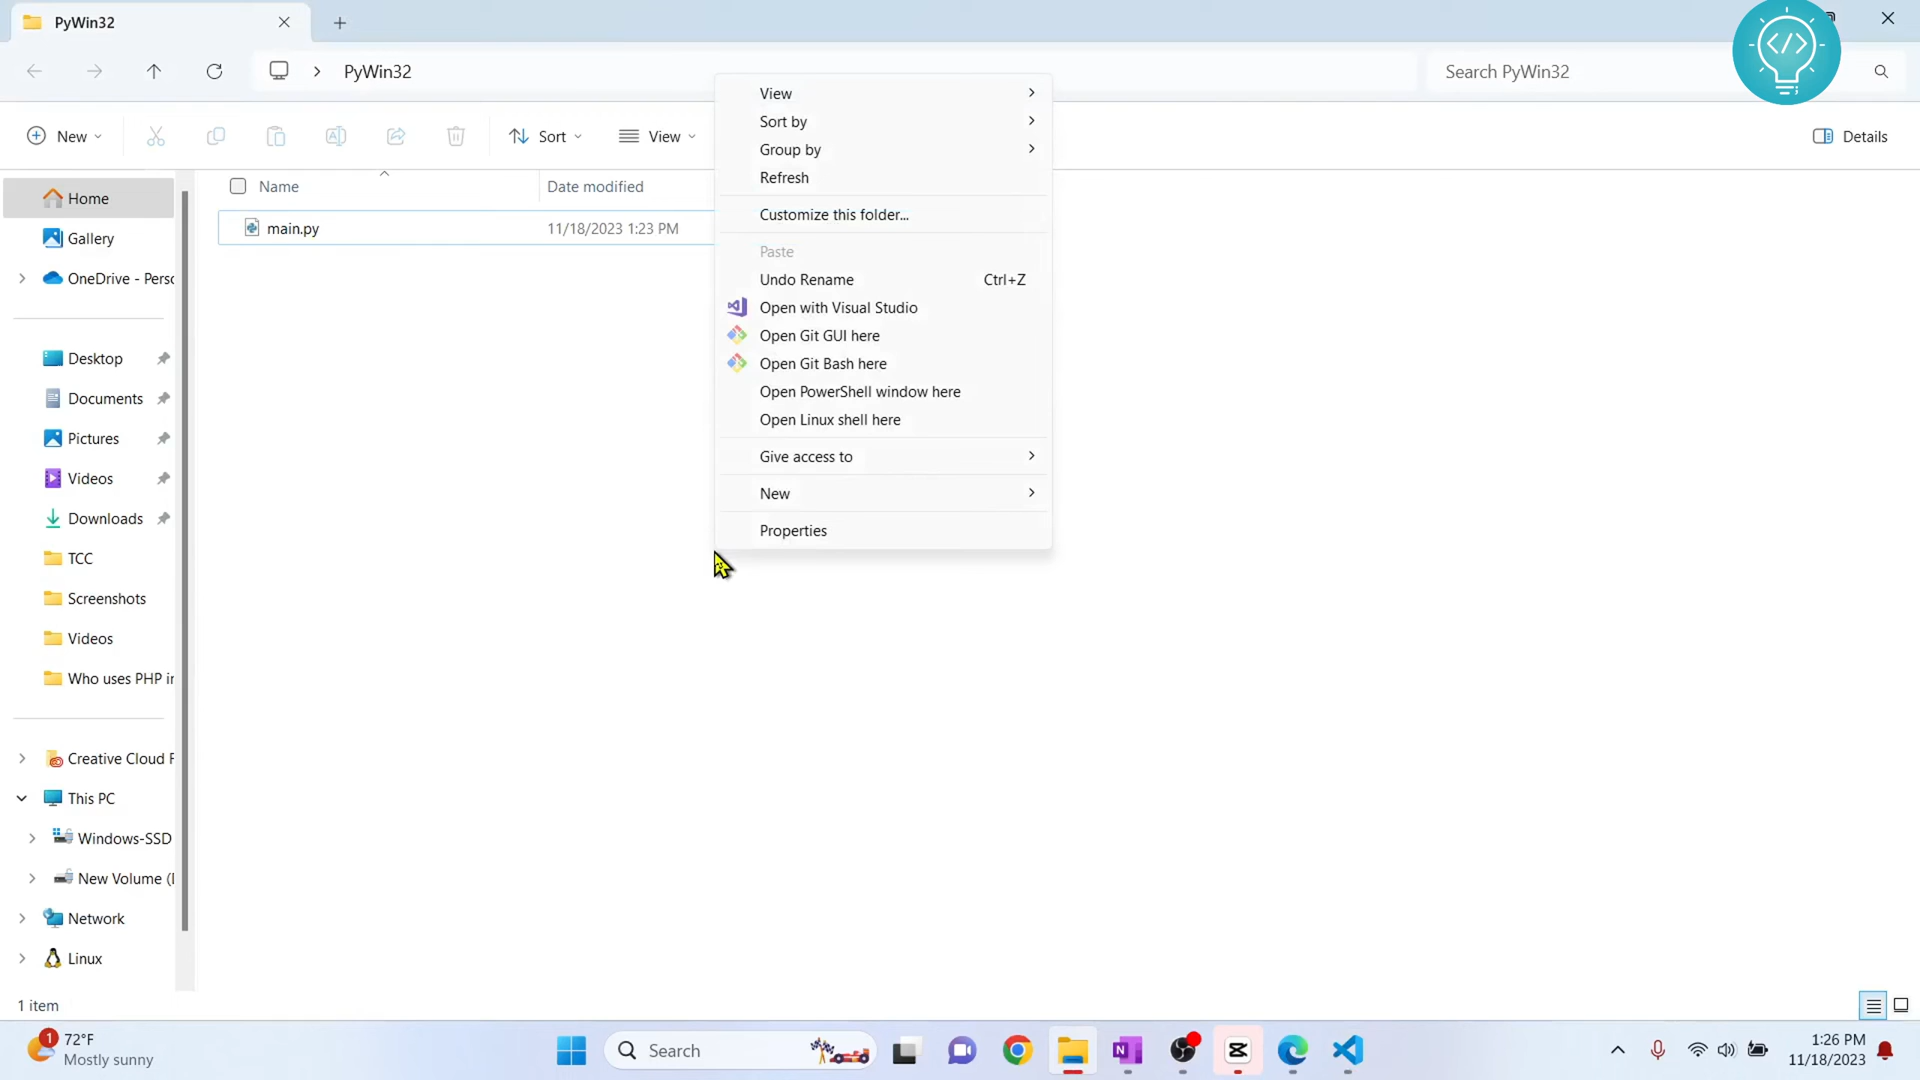 PyWin32
PyWin32
Search PyWin32
New
Sort
View
Details
Home
Gallery
OneDrive - Perso
Desktop
Documents
Pictures
Videos
Downloads
TCC
Screenshots
Videos
Who uses PHP in
Creative Cloud F
This PC
Windows-SSD
New Volume (
Network
Linux
Name
Date modified
main.py
11/18/2023 1:23 PM
View
Sort by
Group by
Refresh
Customize this folder...
Paste
Undo Rename Ctrl+Z
Open with Visual Studio
Open Git GUI here
Open Git Bash here
Open PowerShell window here
Open Linux shell here
Give access to
New
Properties
1 item
1
72°F
Mostly sunny
Search
1:26 PM
11/18/2023